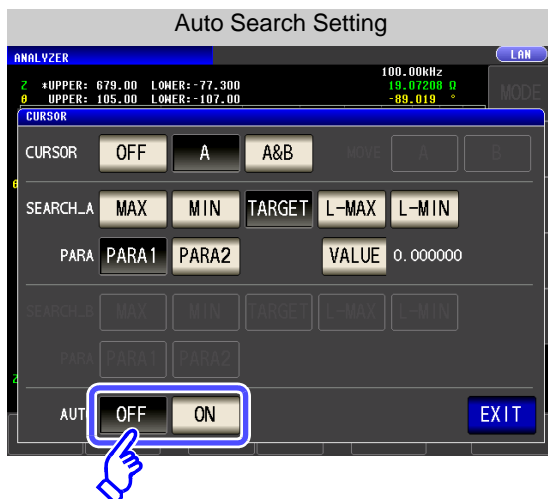 Auto Search Setting
ANALYZER LAN
100.00kHz
Z *UPPER: 679.00 LOWER:-77.300 19.07208 Ω
θ UPPER: 105.00 LOWER:-107.00 -89.019 °
MODE
CURSOR
CURSOR OFF A A&B MOVE A B
θ
SEARCH_A MAX MIN TARGET L-MAX L-MIN
PARA PARA1 PARA2 VALUE 0.000000
SEARCH_B MAX MIN TARGET L-MAX L-MIN
PARA PARA1 PARA2
Z
AUT OFF ON EXIT